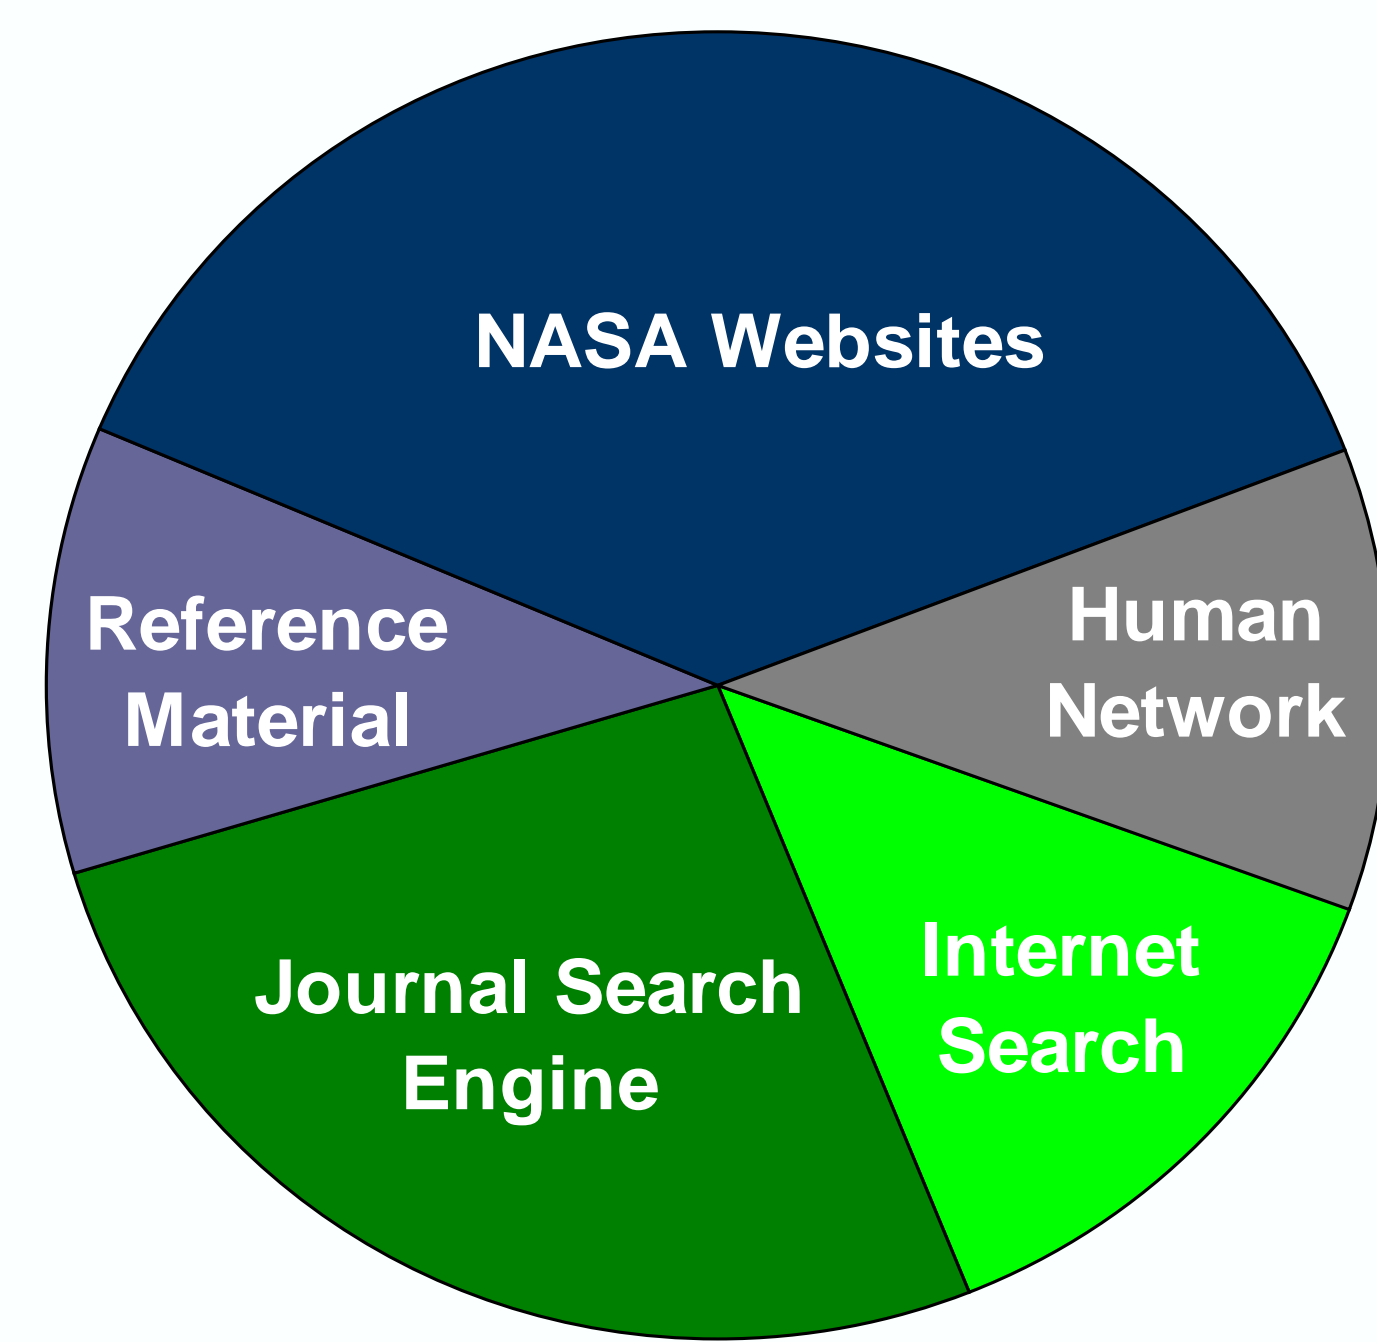 NASA Websites
Reference
Material
Human
Network
Internet
Search
Journal Search
Engine